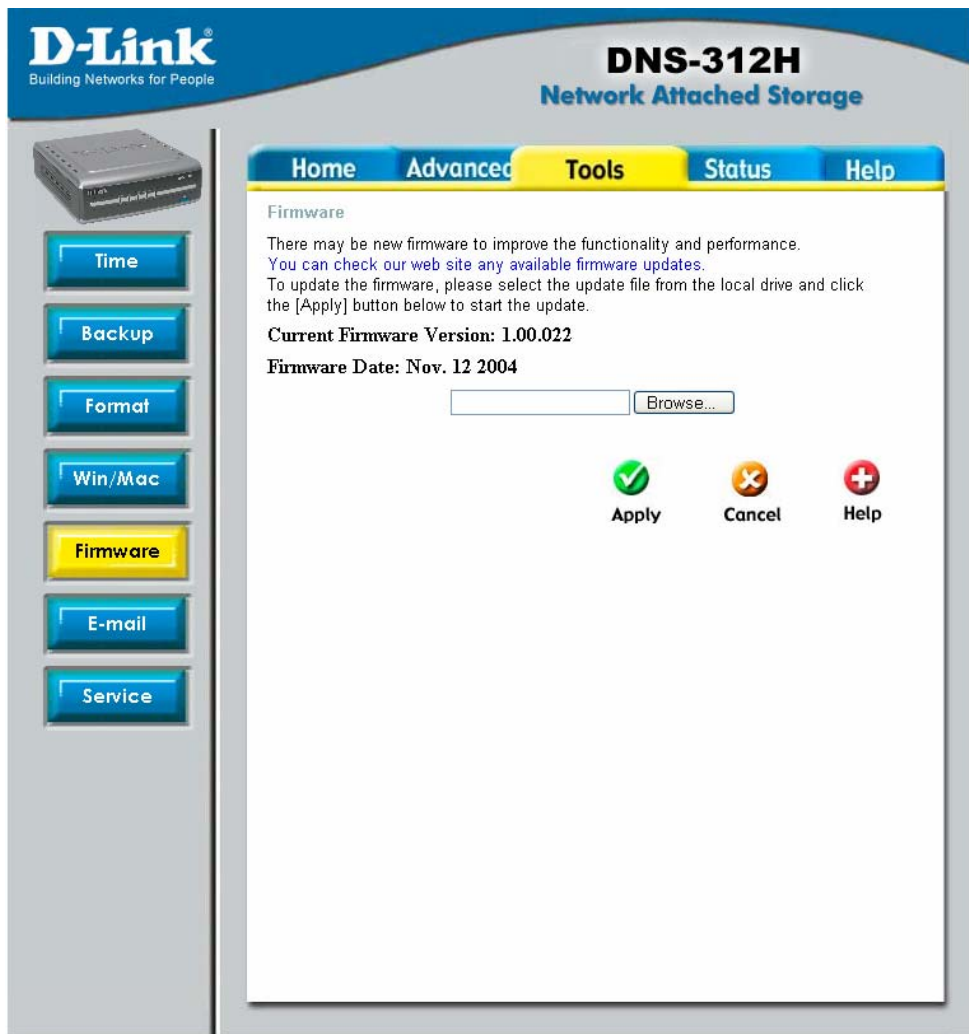 D-Link®
Building Networks for People
DNS-312H
Network Attached Storage
Home Advanced Tools Status Help
Time
Backup
Format
Win/Mac
Firmware
E-mail
Service
Firmware
There may be new firmware to improve the functionality and performance.
You can check our web site any available firmware updates.
To update the firmware, please select the update file from the local drive and click
the [Apply] button below to start the update.
Current Firmware Version: 1.00.022
Firmware Date: Nov. 12 2004
Browse...
Apply Cancel Help